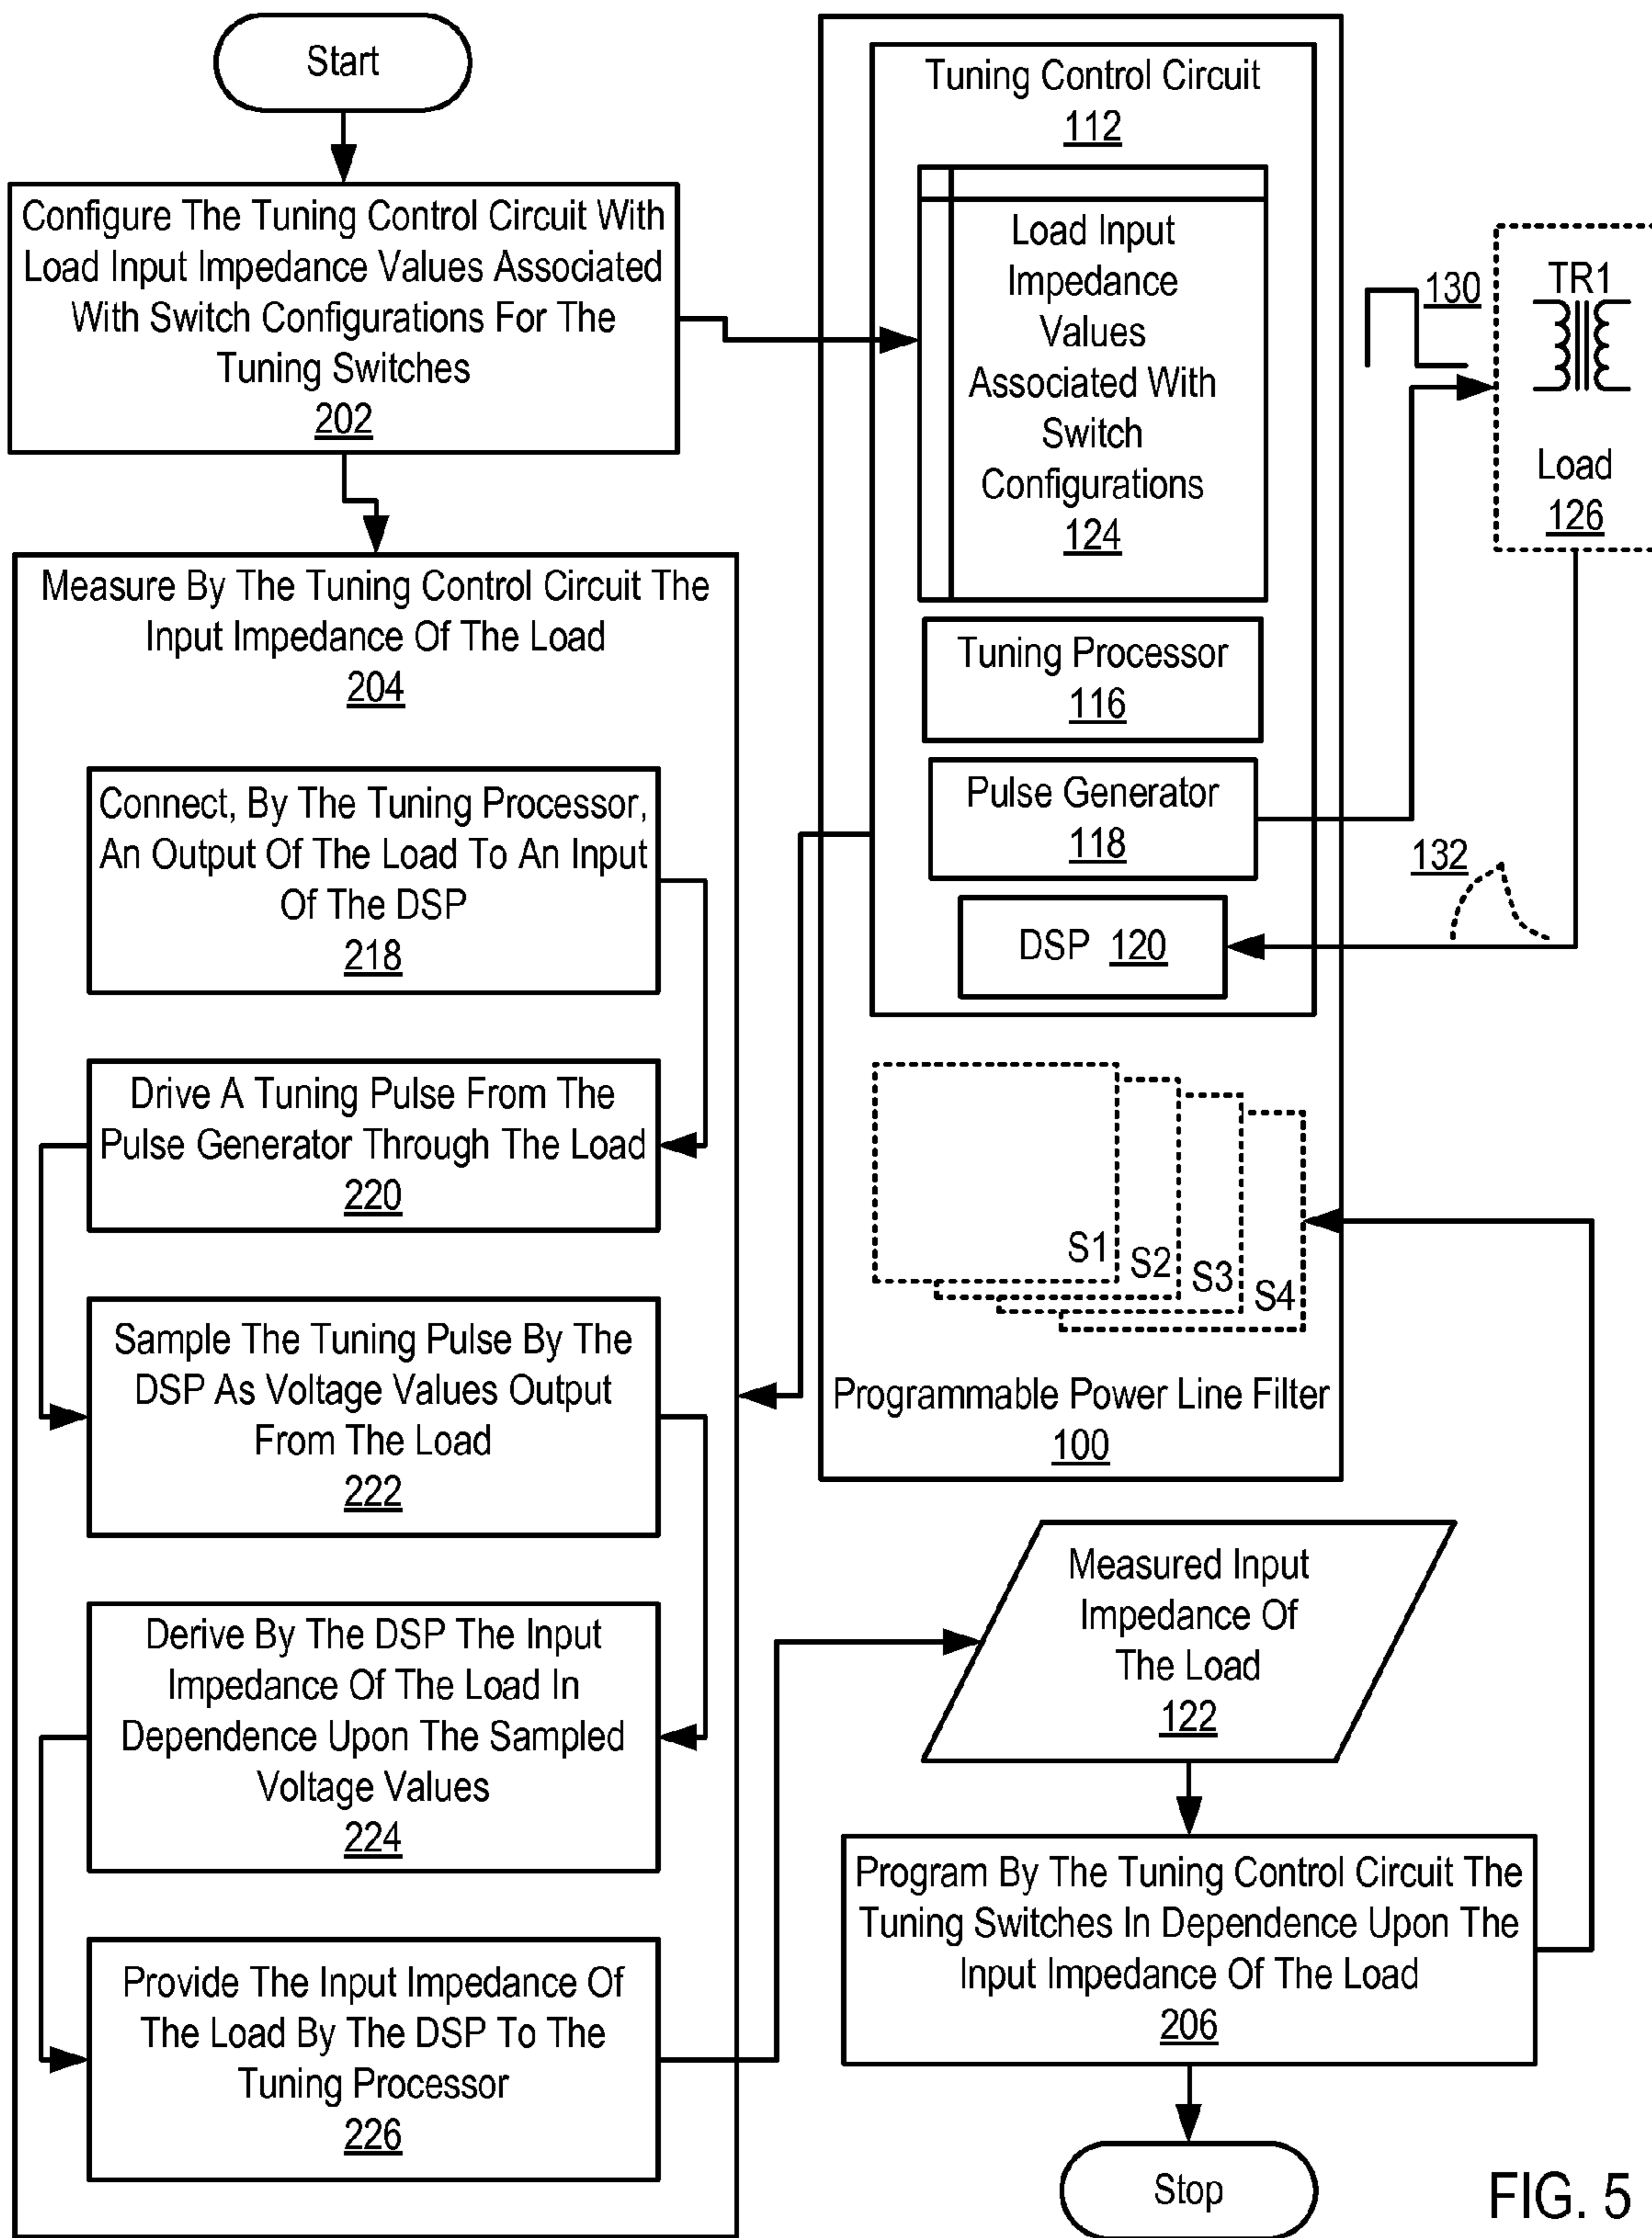 Start
Configure The Tuning Control Circuit With
Load Input Impedance Values Associated
With Switch Configurations For The
Tuning Switches
202
Measure By The Tuning Control Circuit The
Input Impedance Of The Load
204
Connect, By The Tuning Processor,
An Output Of The Load To An Input
Of The DSP
218
Drive A Tuning Pulse From The
Pulse Generator Through The Load
220
Sample The Tuning Pulse By The
DSP As Voltage Values Output
From The Load
222
Derive By The DSP The Input
Impedance Of The Load In
Dependence Upon The Sampled
Voltage Values
224
Provide The Input Impedance Of
The Load By The DSP To The
Tuning Processor
226
Tuning Control Circuit
112
Load Input
Impedance
Values
Associated With
Switch
Configurations
124
Tuning Processor
116
Pulse Generator
118
DSP 120
130
TR1
Load
126
132
S1
S2
S3
S4
Programmable Power Line Filter
100
Measured Input
Impedance Of
The Load
122
Program By The Tuning Control Circuit The
Tuning Switches In Dependence Upon The
Input Impedance Of The Load
206
Stop
FIG. 5